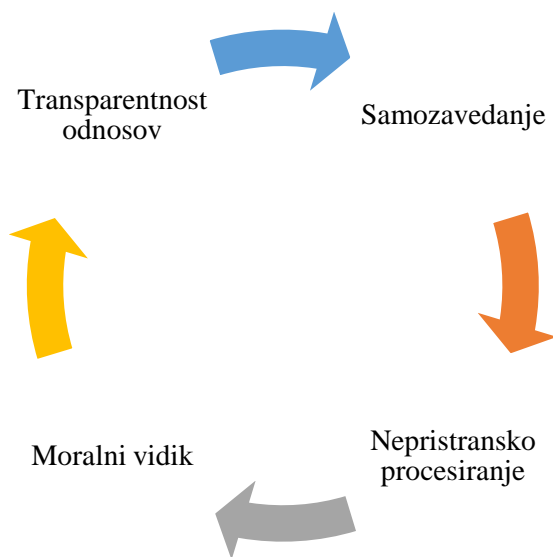 Transparentnost
odnosov
Samozavedanje
Nepristransko
procesiranje
Moralni vidik